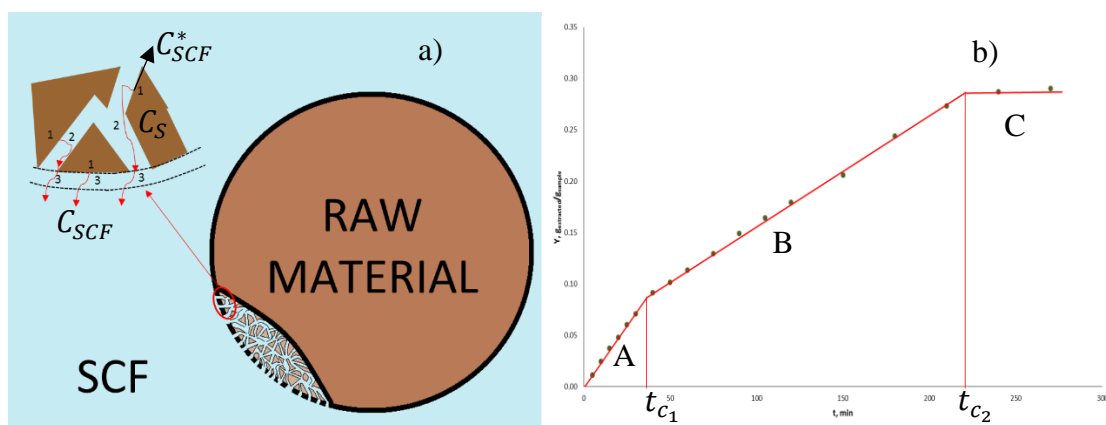 a)
C*SCF
1
CS
2
1
2
1
3
3
3
CSCF
RAW
MATERIAL
SCF
b)
Y, gextracted/gsample
0.35
0.30
0.25
0.20
0.15
0.10
0.05
0.00
A
B
C
0
50
100
150
200
250
300
tc1
tc2
t, min